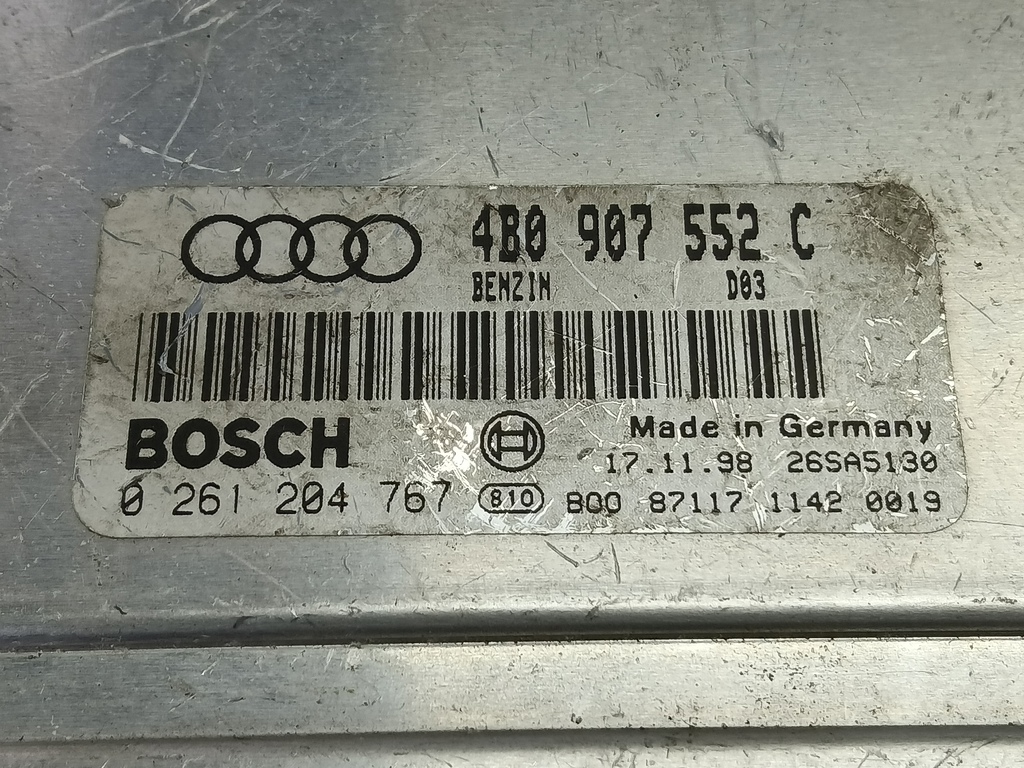 4B0 907 552 C
BENZIN D03
BOSCH Made in Germany
17.11.98 26SA5130
0 261 204 767 810 800 87117 1142 0019